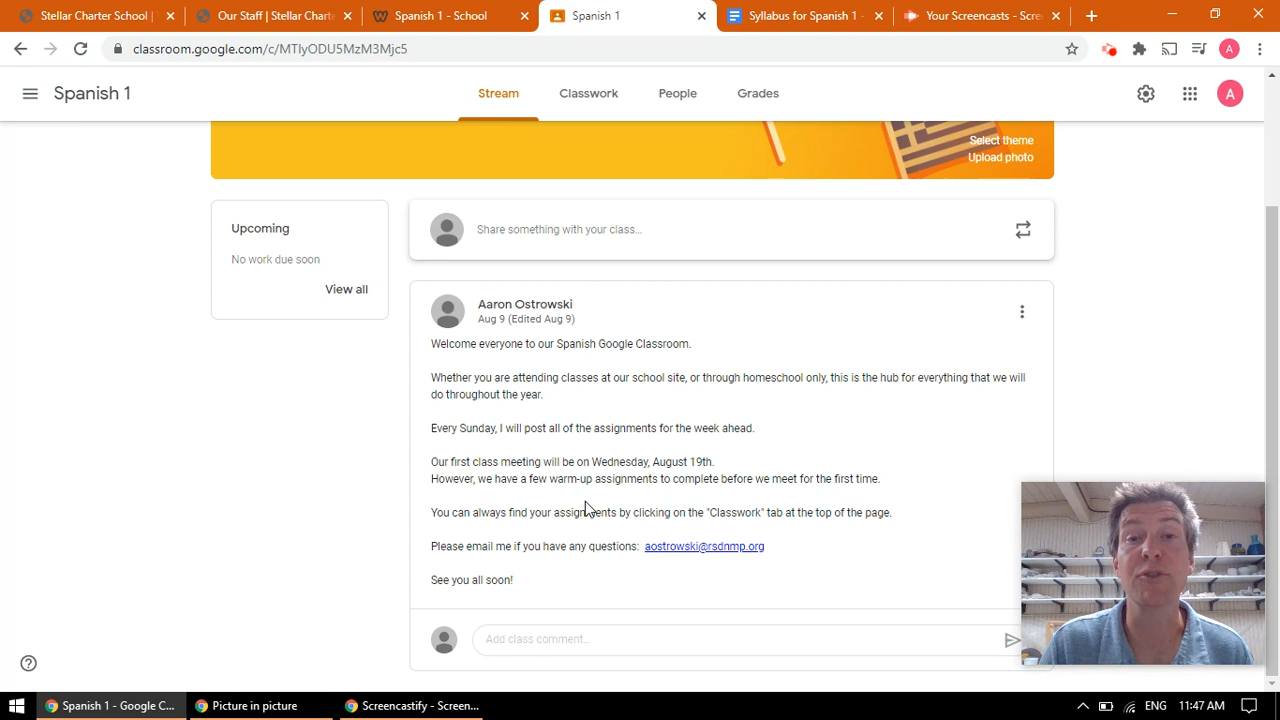 Stellar Charter School |
Our Staff | Stellar Charte
Spanish 1 - School
Spanish 1
Syllabus for Spanish 1 -
Your Screencasts - Scre
classroom.google.com/c/MTIyODU5MzM3Mjc5
A
Spanish 1
Stream
Classwork
People
Grades
A
Select theme
Upload photo
Upcoming
No work due soon
View all
Share something with your class...
Aaron Ostrowski
Aug 9 (Edited Aug 9)
Welcome everyone to our Spanish Google Classroom.
Whether you are attending classes at our school site, or through homeschool only, this is the hub for everything that we will
do throughout the year.
Every Sunday, I will post all of the assignments for the week ahead.
Our first class meeting will be on Wednesday, August 19th.
However, we have a few warm-up assignments to complete before we meet for the first time.
You can always find your assignments by clicking on the "Classwork" tab at the top of the page.
Please email me if you have any questions: aostrowski@rsdnmp.org
See you all soon!
Add class comment...
Spanish 1 - Google C...
Picture in picture
Screencastify - Screen...
ENG
11:47 AM